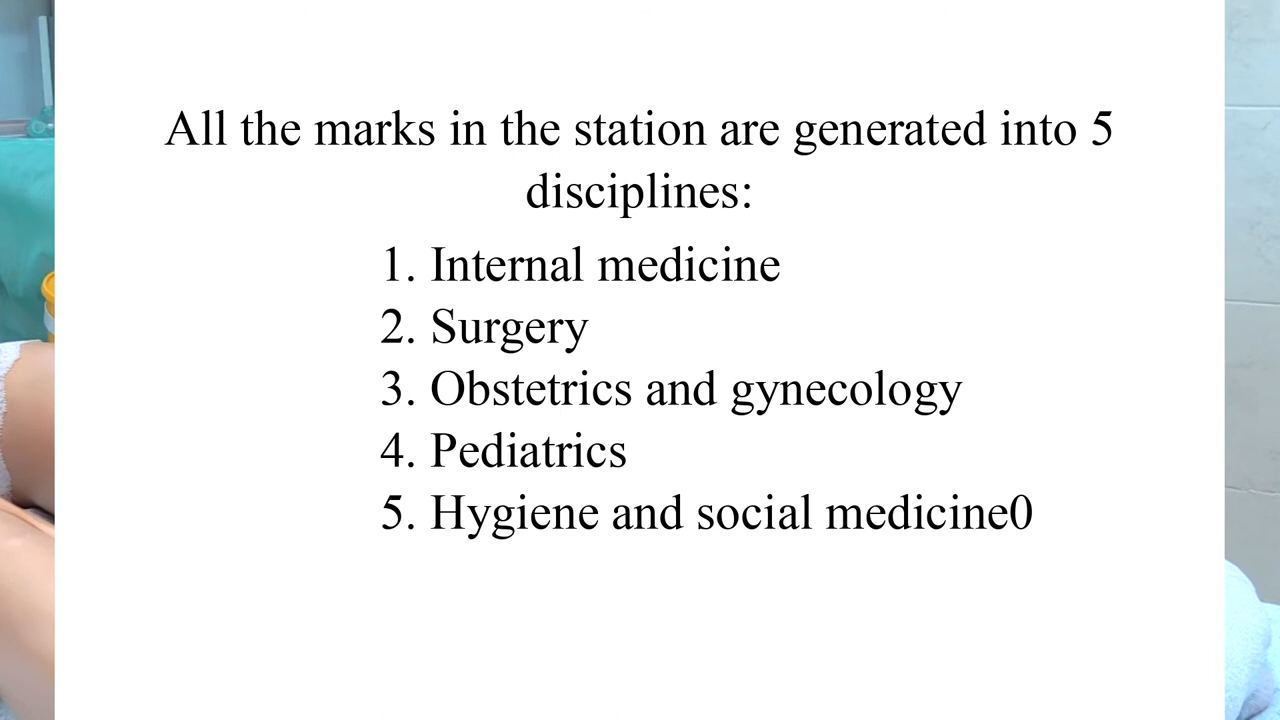 All the marks in the station are generated into 5
disciplines:
1. Internal medicine
2. Surgery
3. Obstetrics and gynecology
4. Pediatrics
5. Hygiene and social medicine0